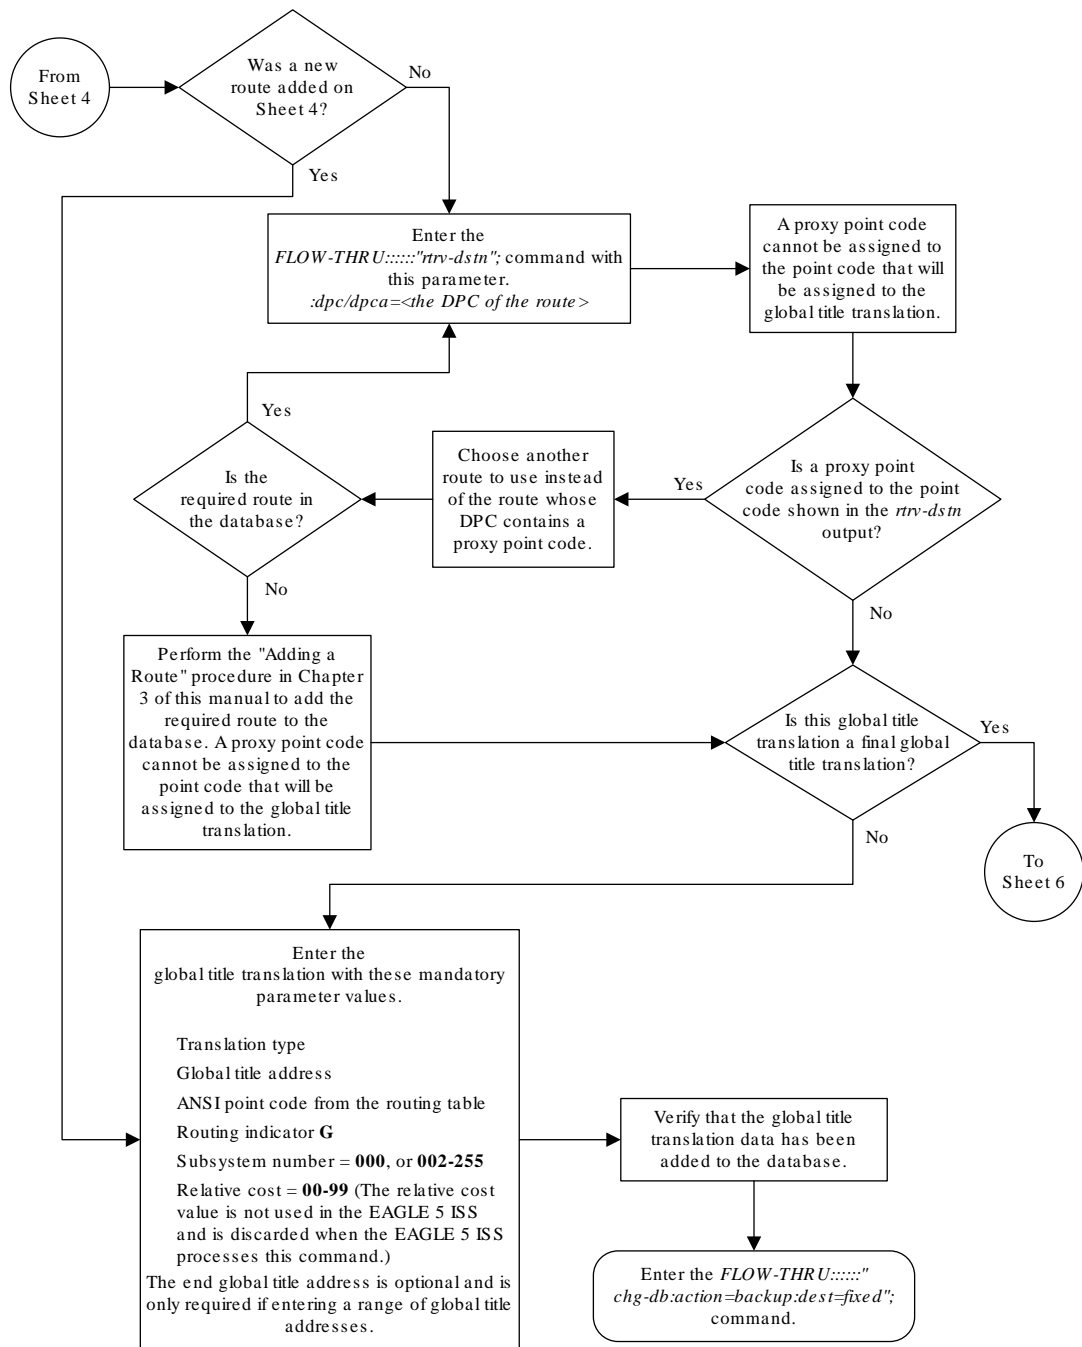 From
Sheet 4
Was a new
route added on
Sheet 4?
No
Yes
Enter the
FLOW-THRU::::::"rtrv-dstn"; command with
this parameter.
:dpc/dpca=<the DPC of the route>
A proxy point code
cannot be assigned to
the point code that will
be assigned to the
global title translation.
Yes
Is the
required route in
the database?
No
Choose another
route to use instead
of the route whose
DPC contains a
proxy point code.
Yes
Is a proxy point
code assigned to the point
code shown in the rtrv-dstn
output?
No
Perform the "Adding a
Route" procedure in Chapter
3 of this manual to add the
required route to the
database. A proxy point code
cannot be assigned to the
point code that will be
assigned to the global title
translation.
Is this global title
translation a final global
title translation?
Yes
No
To
Sheet 6
Enter the
global title translation with these mandatory
parameter values.
Translation type
Global title address
ANSI point code from the routing table
Routing indicator G
Subsystem number = 000, or 002-255
Relative cost = 00-99 (The relative cost
value is not used in the EAGLE 5 ISS
and is discarded when the EAGLE 5 ISS
processes this command.)
The end global title address is optional and is
only required if entering a range of global title
addresses.
Verify that the global title
translation data has been
added to the database.
Enter the FLOW-THRU::::::"
chg-db:action=backup:dest=fixed";
command.